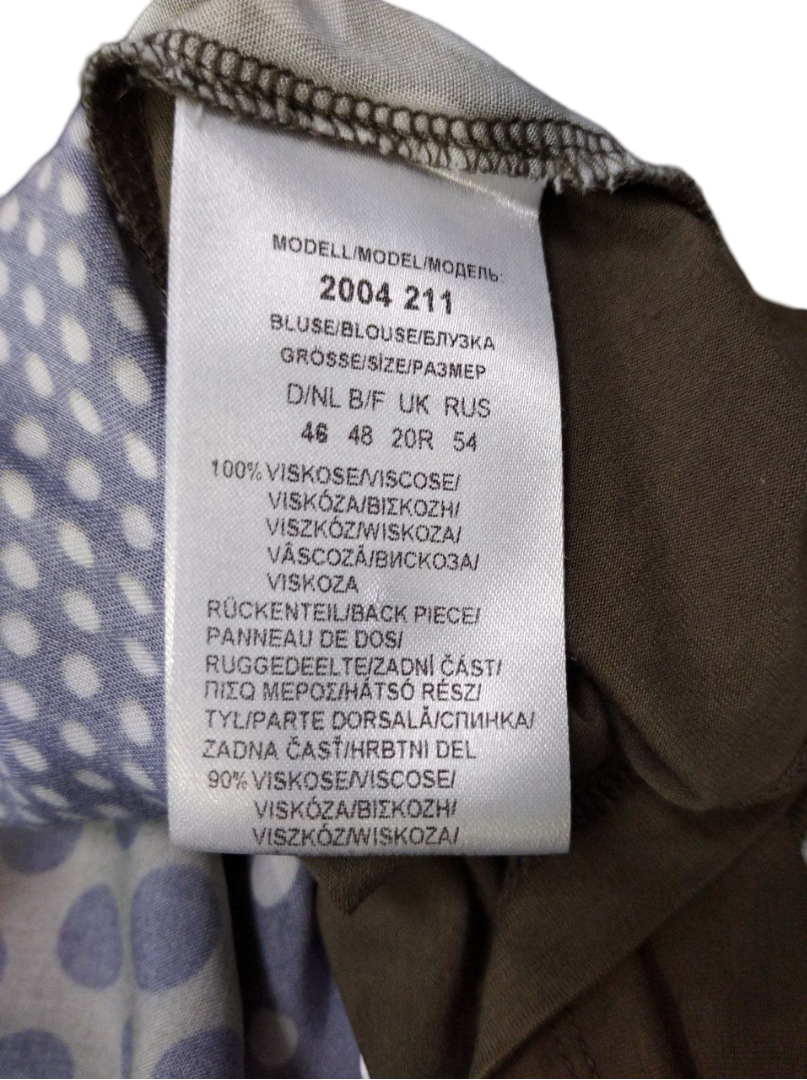 MODELL/MODEL/МОДЕЛЬ:
2004 211
BLUSE/BLOUSE/БЛУЗКА
GRÖSSE/SIZE/РАЗМЕР
D/NL B/F UK RUS
46 48 20R 54
100% VISKOSE/VISCOSE/
VISKÓZA/ΒΙΣΚΟΖΗ/
VISZKÓZ/WISKOZA/
VÂSCOZĂ/ВИСКОЗА/
VISKOZA
RÜCKENTEIL/BACK PIECE/
PANNEAU DE DOS/
RUGGEDEELTE/ZADNÍ ČÁST/
ΠΙΣΩ ΜΕΡΟΣ/HÁTSÓ RÉSZ/
TYŁ/PARTE DORSALĂ/СПИНКА/
ZADNA ČASŤ/HRBTNI DEL
90% VISKOSE/VISCOSE/
VISKÓZA/ΒΙΣΚΟΖΗ/
VISZKÓZ/WISKOZA/